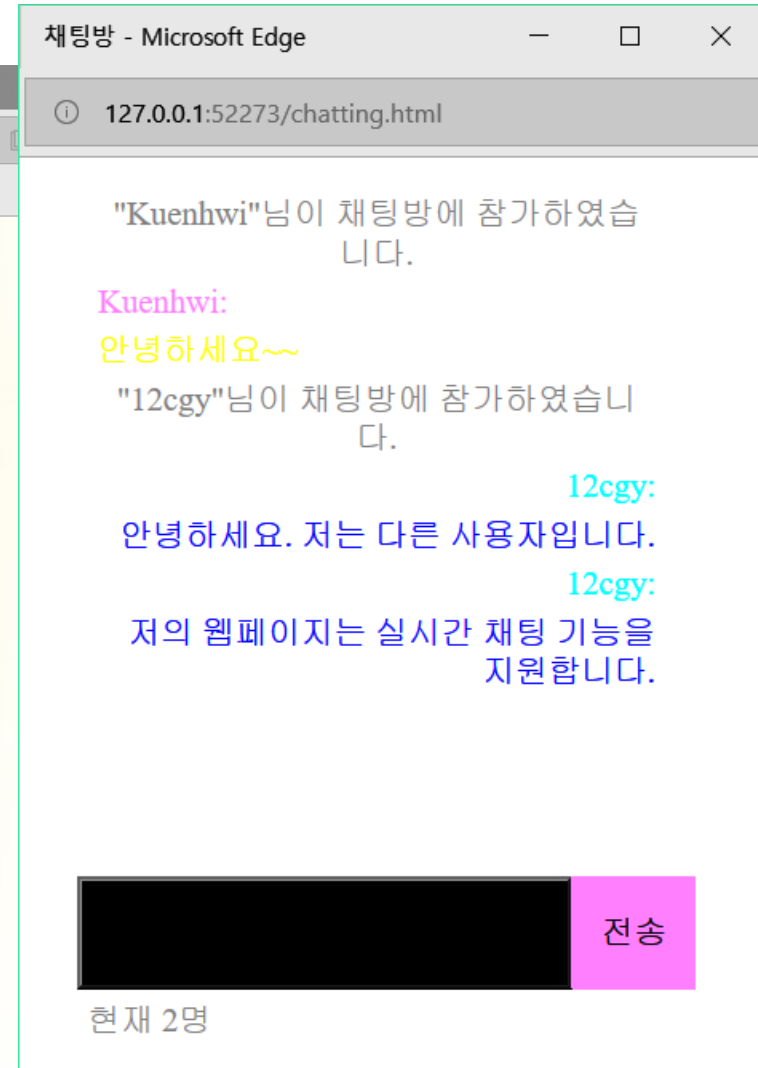 채팅방 - Microsoft Edge
127.0.0.1:52273/chatting.html
"Kuenhwi"님이 채팅방에 참가하였습
니다.
Kuenhwi:
안녕하세요~~
"12cgy"님이 채팅방에 참가하였습니
다.
12cgy:
안녕하세요. 저는 다른 사용자입니다.
12cgy:
저의 웹페이지는 실시간 채팅 기능을
지원합니다.
전송
현재 2명